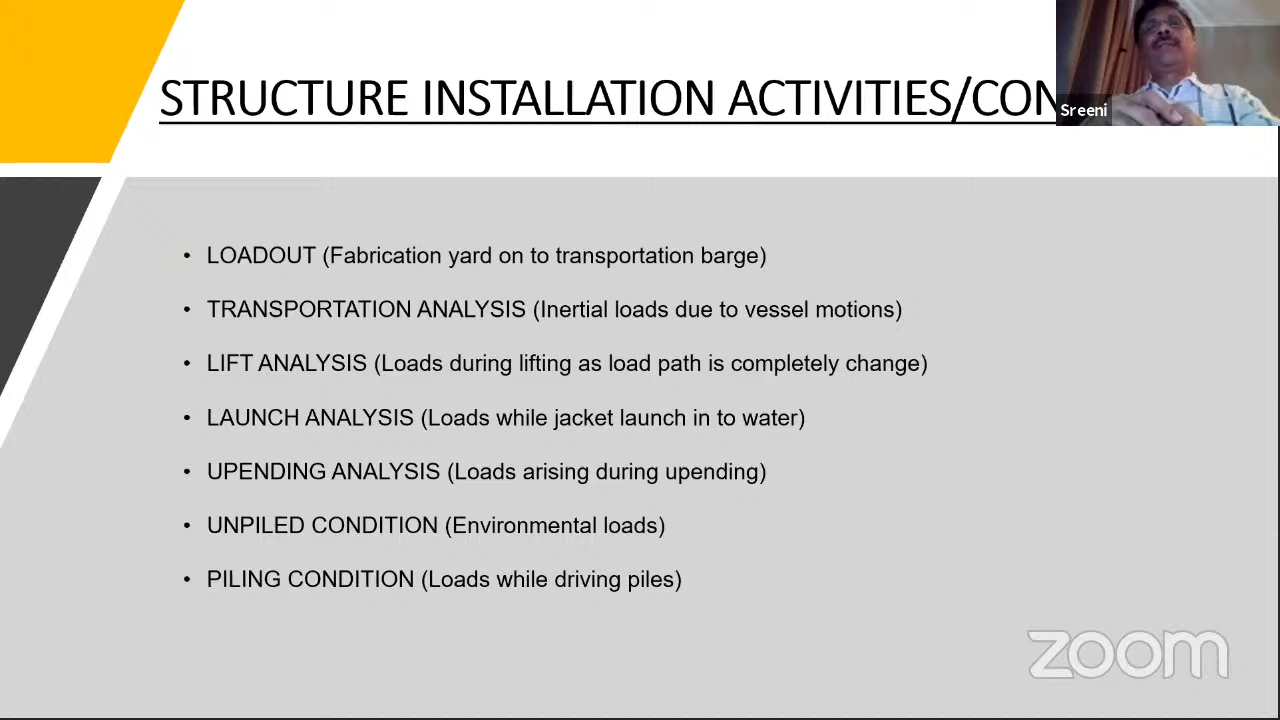 STRUCTURE INSTALLATION ACTIVITIES/CON
Sreeni
• LOADOUT (Fabrication yard on to transportation barge)
• TRANSPORTATION ANALYSIS (Inertial loads due to vessel motions)
• LIFT ANALYSIS (Loads during lifting as load path is completely change)
• LAUNCH ANALYSIS (Loads while jacket launch in to water)
• UPENDING ANALYSIS (Loads arising during upending)
• UNPILED CONDITION (Environmental loads)
• PILING CONDITION (Loads while driving piles)
zoom